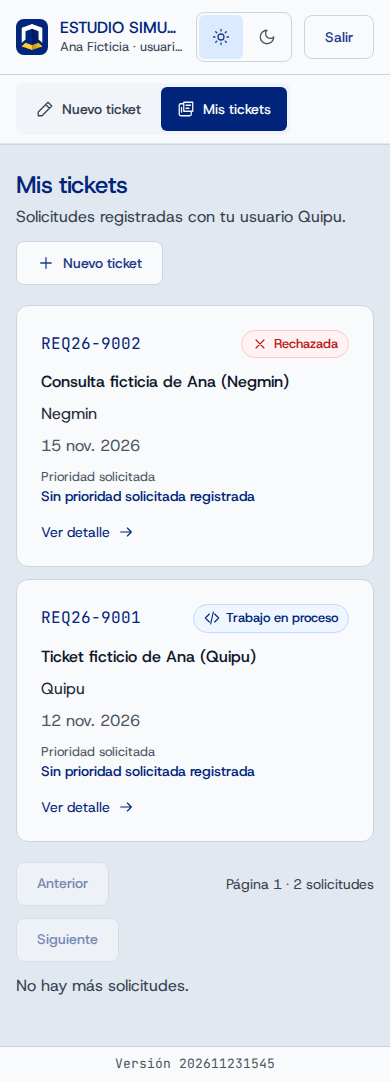 ESTUDIO SIMU...
Ana Ficticia · usuari...
Salir
Nuevo ticket
Mis tickets
Mis tickets
Solicitudes registradas con tu usuario Quipu.
Nuevo ticket
REQ26-9002
Rechazada
Consulta ficticia de Ana (Negmin)
Negmin
15 nov. 2026
Prioridad solicitada
Sin prioridad solicitada registrada
Ver detalle
REQ26-9001
Trabajo en proceso
Ticket ficticio de Ana (Quipu)
Quipu
12 nov. 2026
Prioridad solicitada
Sin prioridad solicitada registrada
Ver detalle
Anterior
Página 1 · 2 solicitudes
Siguiente
No hay más solicitudes.
Versión 202611231545